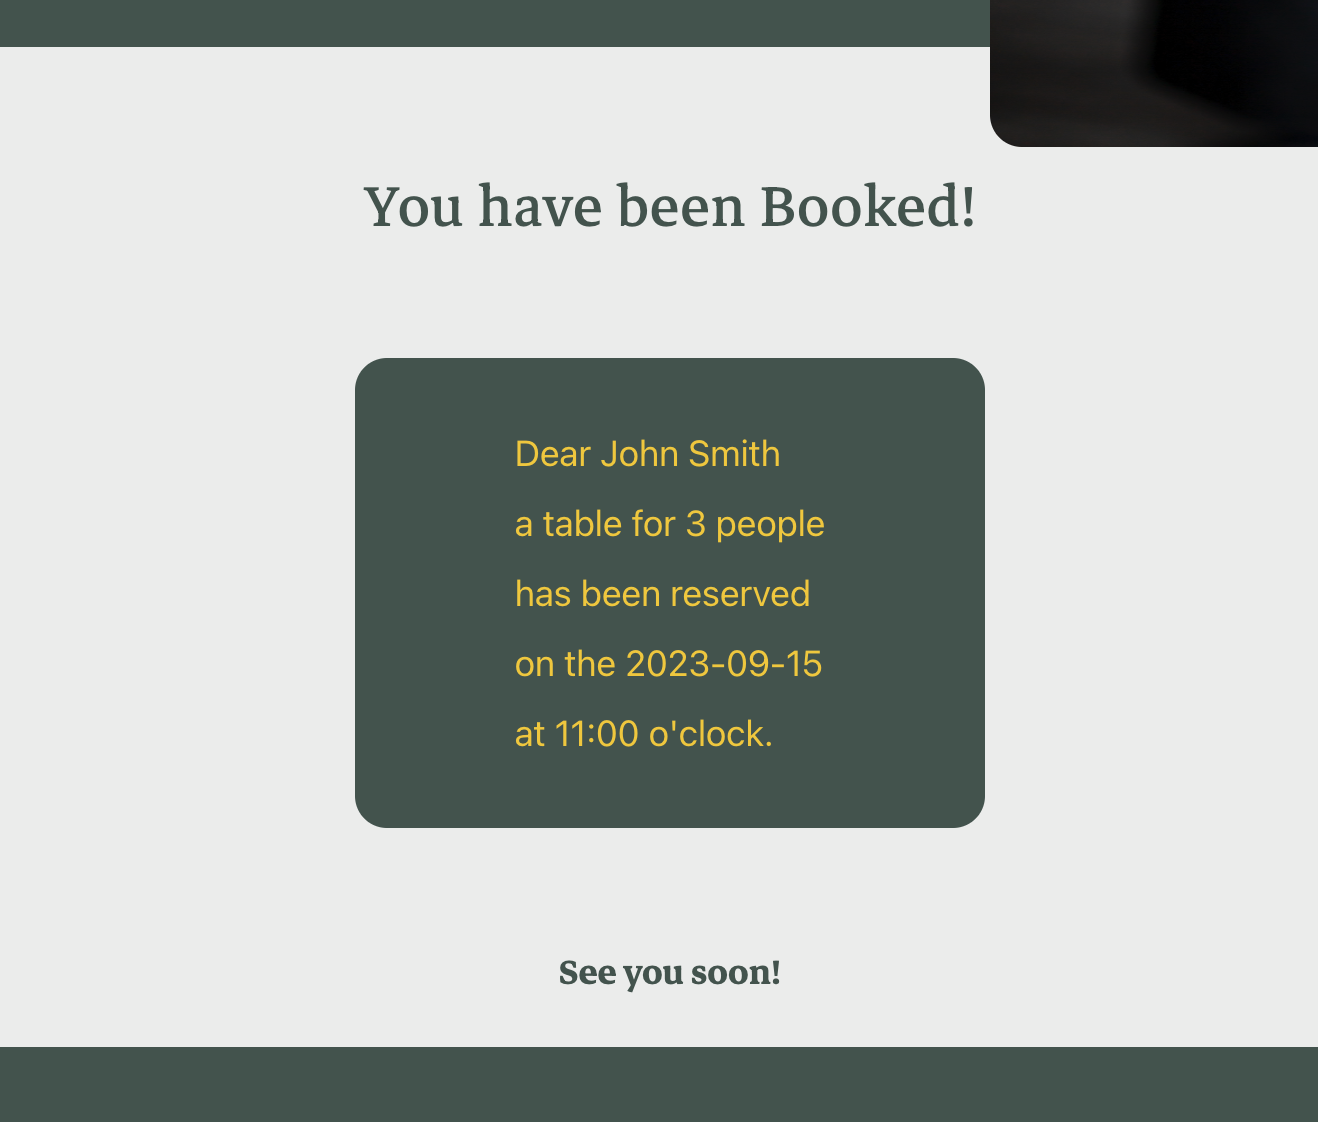 You have been Booked!
Dear John Smith
a table for 3 people
has been reserved
on the 2023-09-15
at 11:00 o'clock.
See you soon!